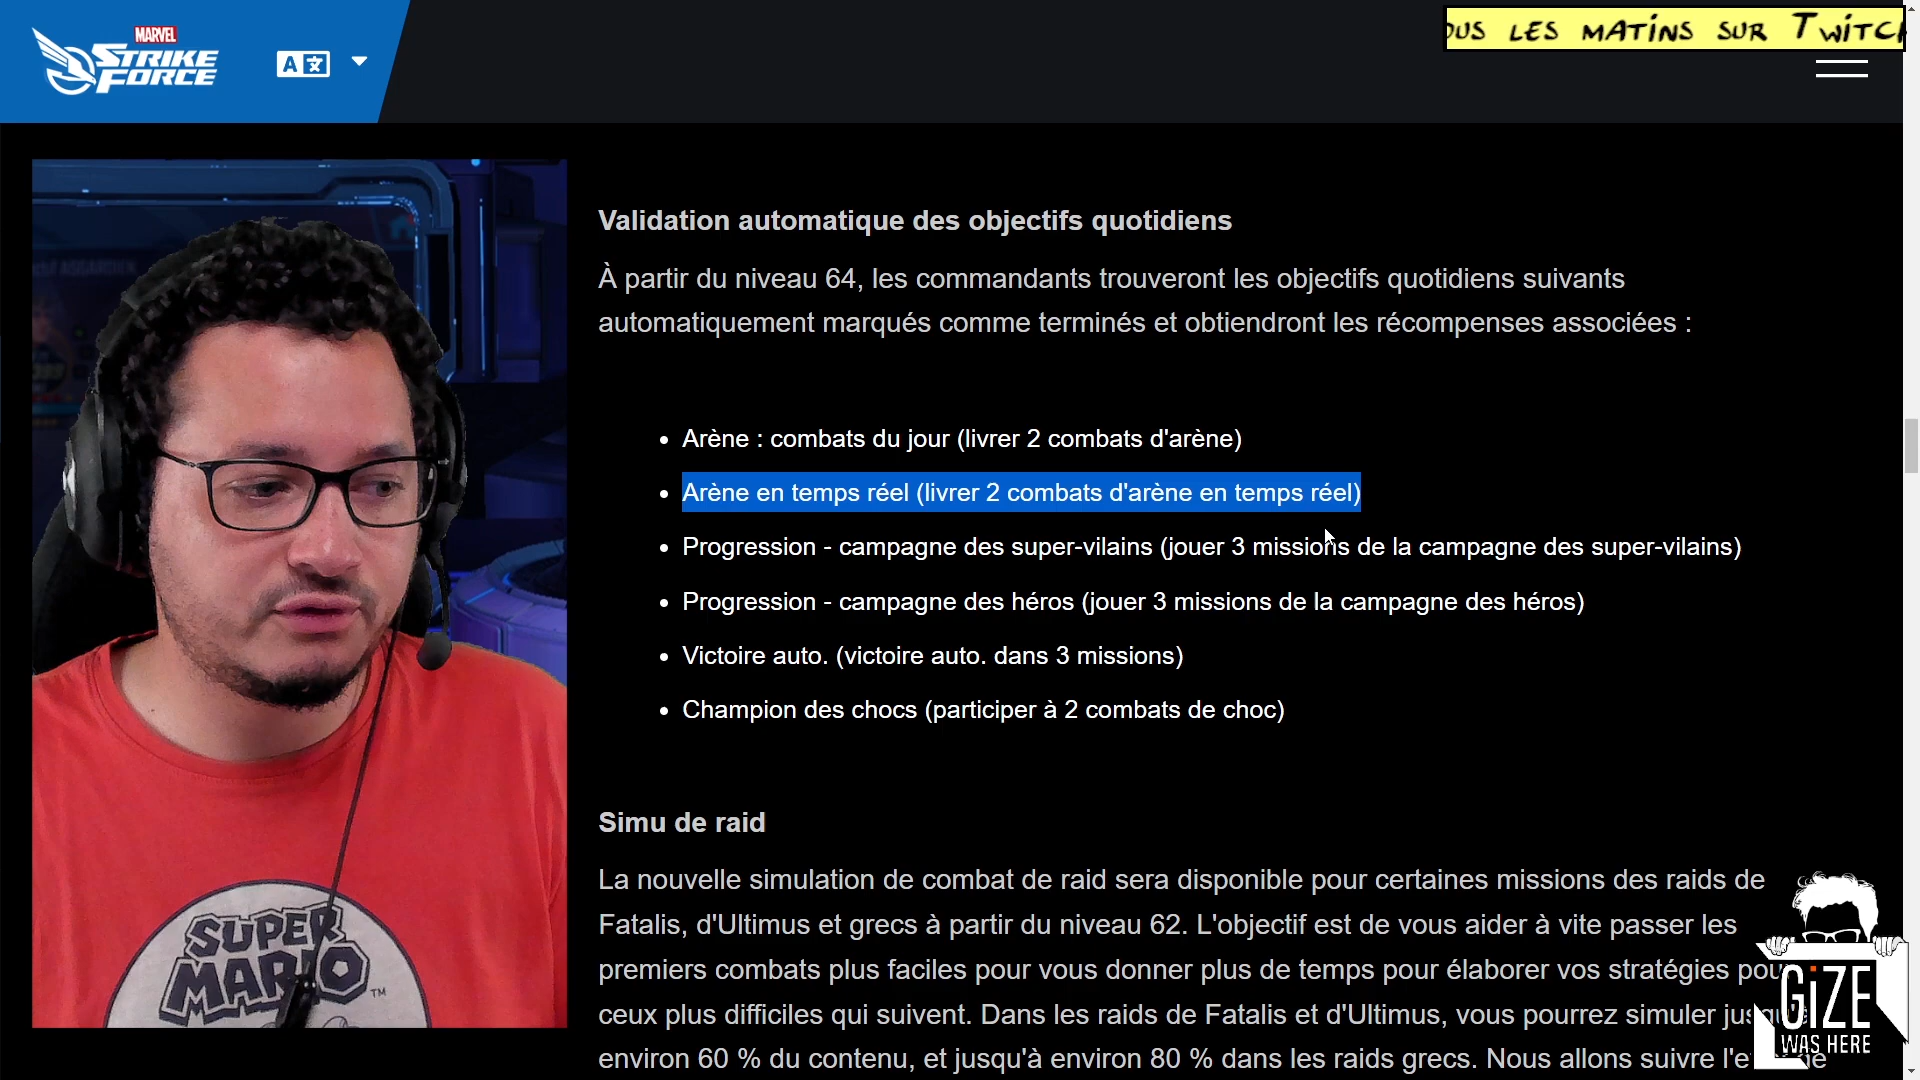 MARVEL
STRIKE
FORCE
A文
OUS LES MATINS SUR TWITCH
Validation automatique des objectifs quotidiens
À partir du niveau 64, les commandants trouveront les objectifs quotidiens suivants
automatiquement marqués comme terminés et obtiendront les récompenses associées :
• Arène : combats du jour (livrer 2 combats d'arène)
• Arène en temps réel (livrer 2 combats d'arène en temps réel)
• Progression - campagne des super-vilains (jouer 3 missions de la campagne des super-vilains)
• Progression - campagne des héros (jouer 3 missions de la campagne des héros)
• Victoire auto. (victoire auto. dans 3 missions)
• Champion des chocs (participer à 2 combats de choc)
Simu de raid
La nouvelle simulation de combat de raid sera disponible pour certaines missions des raids de
Fatalis, d'Ultimus et grecs à partir du niveau 62. L'objectif est de vous aider à vite passer les
premiers combats plus faciles pour vous donner plus de temps pour élaborer vos stratégies pour
ceux plus difficiles qui suivent. Dans les raids de Fatalis et d'Ultimus, vous pourrez simuler jusqu'à
environ 60 % du contenu, et jusqu'à environ 80 % dans les raids grecs. Nous allons suivre
SUPER
MARIO
TM
GiZE
WAS HERE